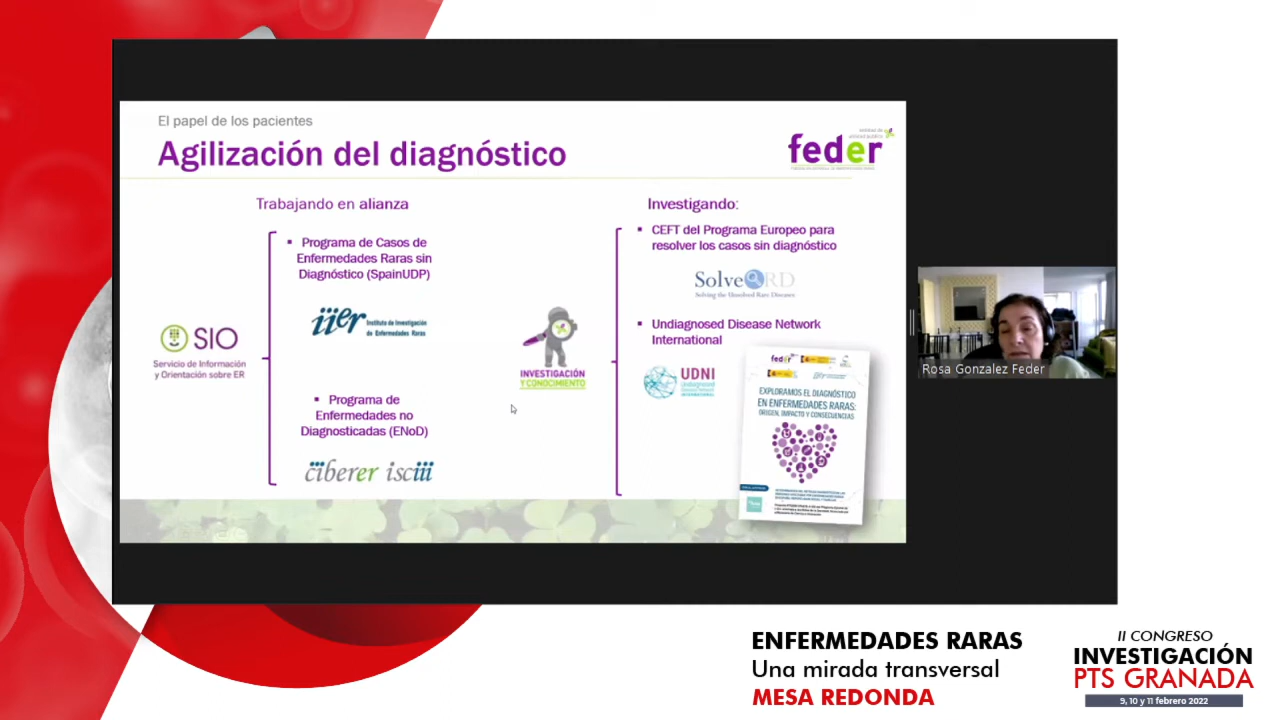 El papel de los pacientes
Agilización del diagnóstico
feder
Trabajando en alianza
▪ Programa de Casos de
Enfermedades Raras sin
Diagnóstico (SpainUDP)
iier Instituto de Investigación
de Enfermedades Raras
SIO
Servicio de Información
y Orientación sobre ER
▪ Programa de
Enfermedades no
Diagnosticadas (ENoD)
ciberer isciii
INVESTIGACIÓN
Y CONOCIMIENTO
Investigando:
▪ CEFT del Programa Europeo para
resolver los casos sin diagnóstico
Solve RD
Solving the Unsolved Rare Diseases
▪ Undiagnosed Disease Network
International
UDNI
feder
EXPLORAMOS EL DIAGNÓSTICO
EN ENFERMEDADES RARAS:
ORIGEN, IMPACTO Y CONSECUENCIAS
Rosa Gonzalez Feder
ENFERMEDADES RARAS
Una mirada transversal
MESA REDONDA
II CONGRESO
INVESTIGACIÓN
PTS GRANADA
9, 10 y 11 febrero 2022